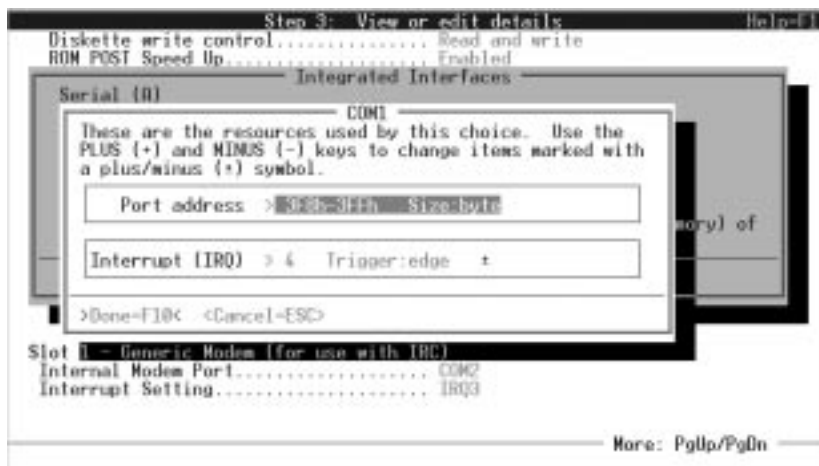 Step 3: View or edit details Help=F1
Diskette write control............... Read and write
ROM POST Speed Up.................... Enabled
Integrated Interfaces
Serial (A)
COM1
These are the resources used by this choice. Use the
PLUS (+) and MINUS (-) keys to change items marked with
a plus/minus (±) symbol.
Port address > 3F8h-3FFh Size:byte
mory) of
Interrupt (IRQ) > 4 Trigger:edge ±
>Done=F10< <Cancel=ESC>
Slot 1 - Generic Modem (for use with IRC)
Internal Modem Port.................. COM2
Interrupt Setting.................... IRQ3
More: PgUp/PgDn